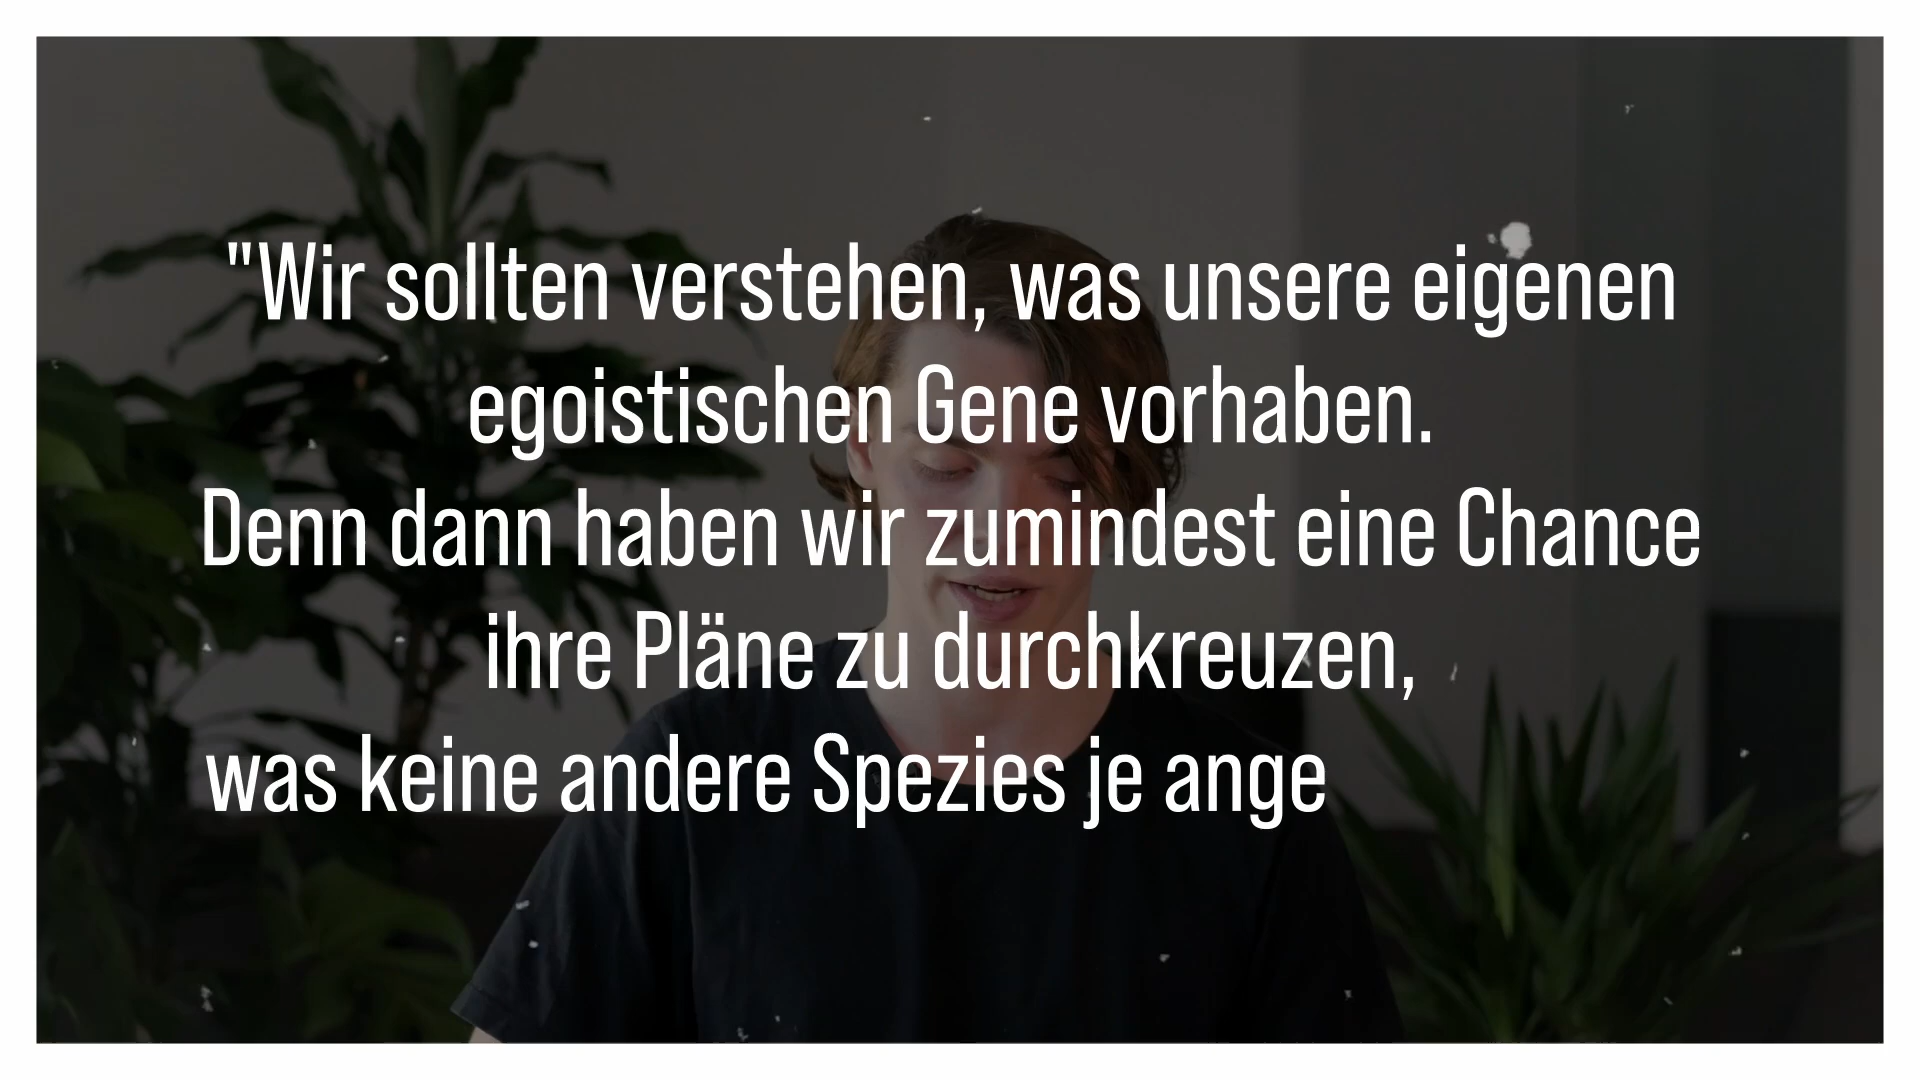 "Wir sollten verstehen, was unsere eigenen
egoistischen Gene vorhaben.
Denn dann haben wir zumindest eine Chance
ihre Pläne zu durchkreuzen,
was keine andere Spezies je ange